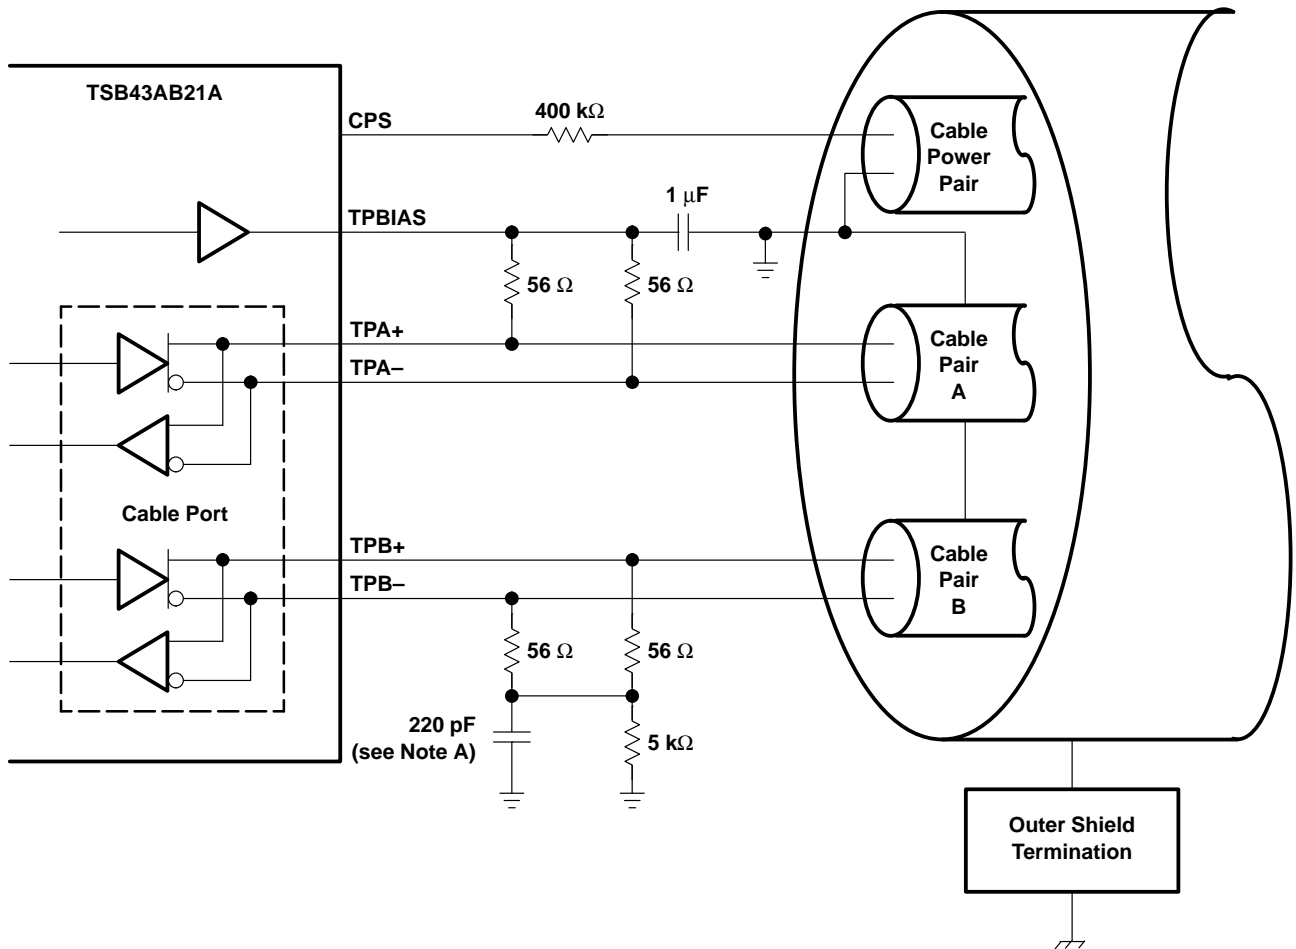 TSB43AB21A
CPS
400 kΩ
Cable
Power
Pair
TPBIAS
1 μF
56 Ω
56 Ω
TPA+
TPA–
Cable
Pair
A
Cable Port
TPB+
TPB–
Cable
Pair
B
56 Ω
56 Ω
220 pF
(see Note A)
5 kΩ
Outer Shield
Termination